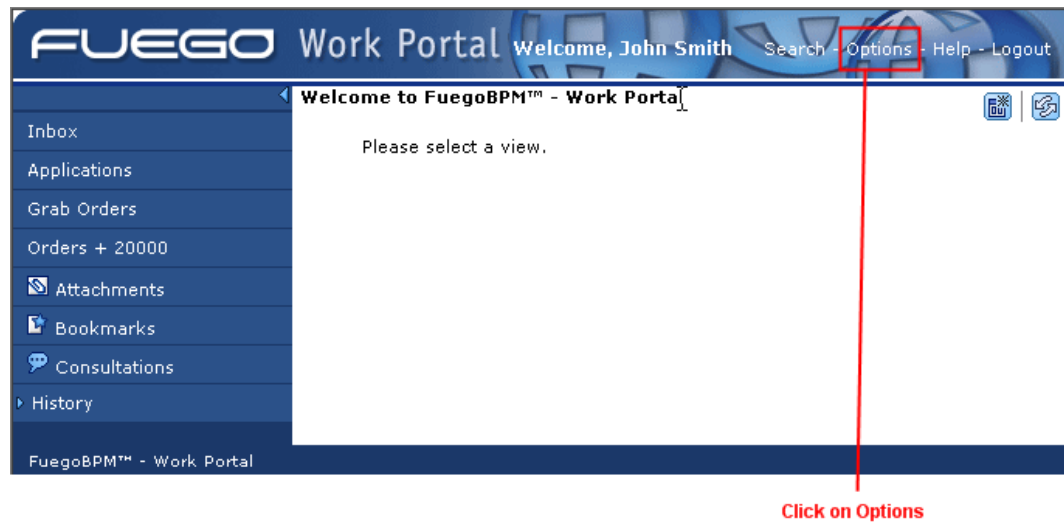 FUEGO Work Portal Welcome, John Smith Search - Options - Help - Logout
Welcome to FuegoBPM™ - Work Portal
Please select a view.
Inbox
Applications
Grab Orders
Orders + 20000
Attachments
Bookmarks
Consultations
History
FuegoBPM™ - Work Portal
Click on Options